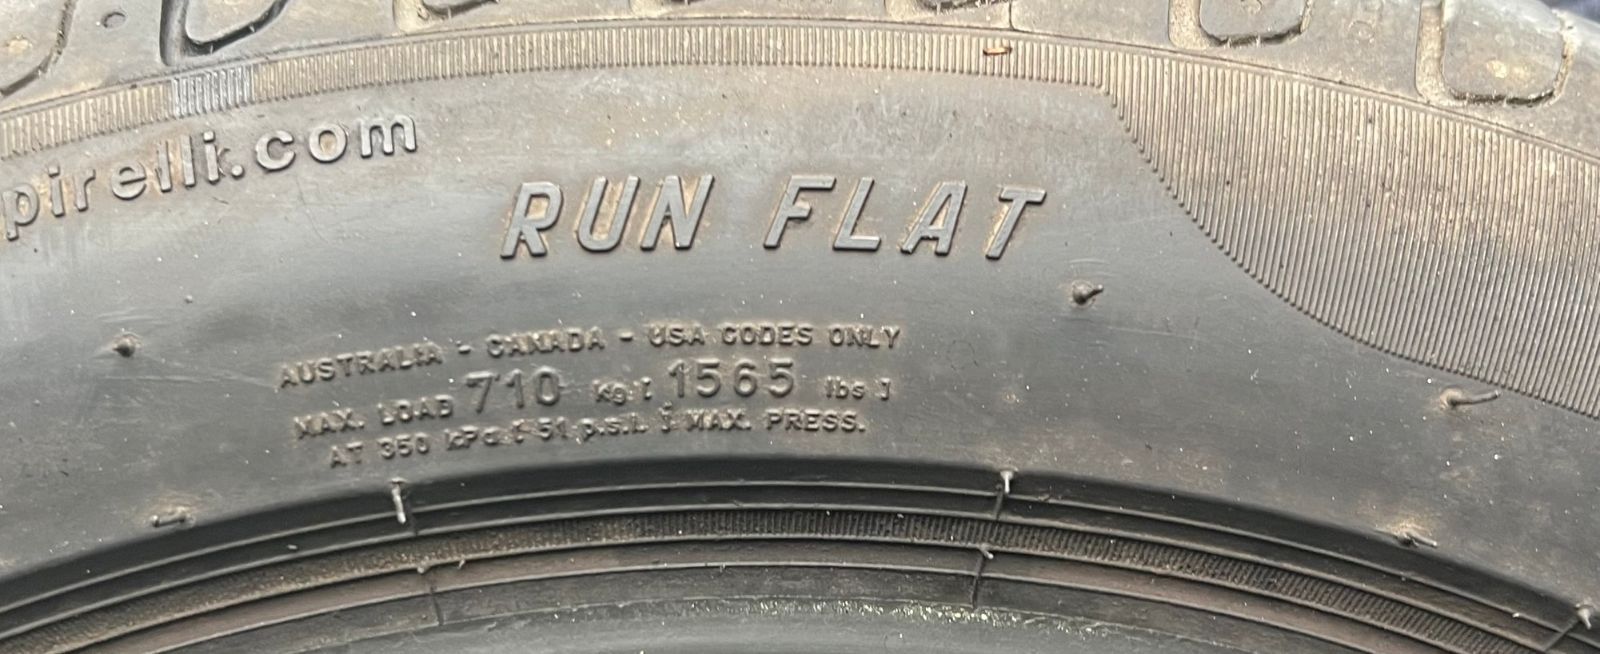 pirelli.com
RUN FLAT
AUSTRALIA - CANADA - USA CODES ONLY
MAX. LOAD 710 kg [ 1565 lbs ]
AT 350 kPa [ 51 p.s.i. ] MAX. PRESS.